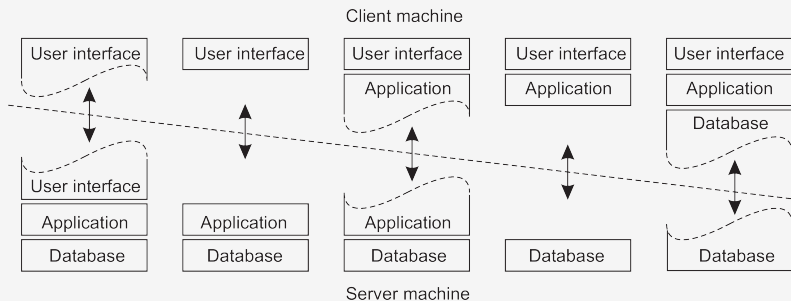 Client machine
User interface User interface User interface User interface User interface
Application Application Application
Database
User interface
Application Application Application
Database Database Database Database Database
Server machine